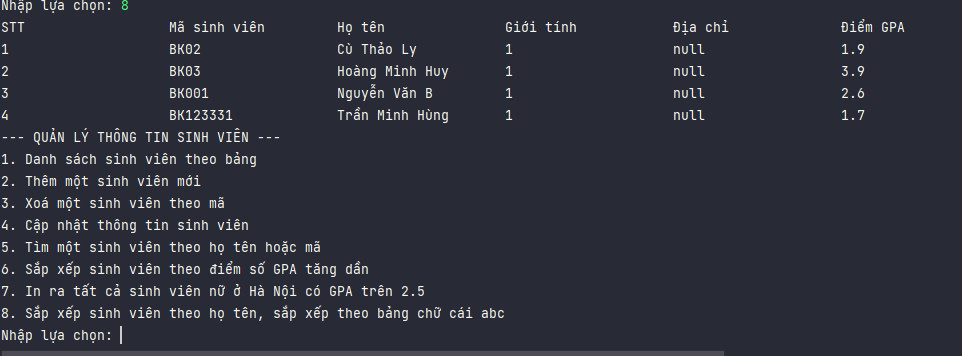 Nhập lựa chọn: 8
STT Mã sinh viên Họ tên Giới tính Địa chỉ Điểm GPA
1 BK02 Cù Thảo Ly 1 null 1.9
2 BK03 Hoàng Minh Huy 1 null 3.9
3 BK001 Nguyễn Văn B 1 null 2.6
4 BK123331 Trần Minh Hùng 1 null 1.7
--- QUẢN LÝ THÔNG TIN SINH VIÊN ---
1. Danh sách sinh viên theo bảng
2. Thêm một sinh viên mới
3. Xoá một sinh viên theo mã
4. Cập nhật thông tin sinh viên
5. Tìm một sinh viên theo họ tên hoặc mã
6. Sắp xếp sinh viên theo điểm số GPA tăng dần
7. In ra tất cả sinh viên nữ ở Hà Nội có GPA trên 2.5
8. Sắp xếp sinh viên theo họ tên, sắp xếp theo bảng chữ cái abc
Nhập lựa chọn: